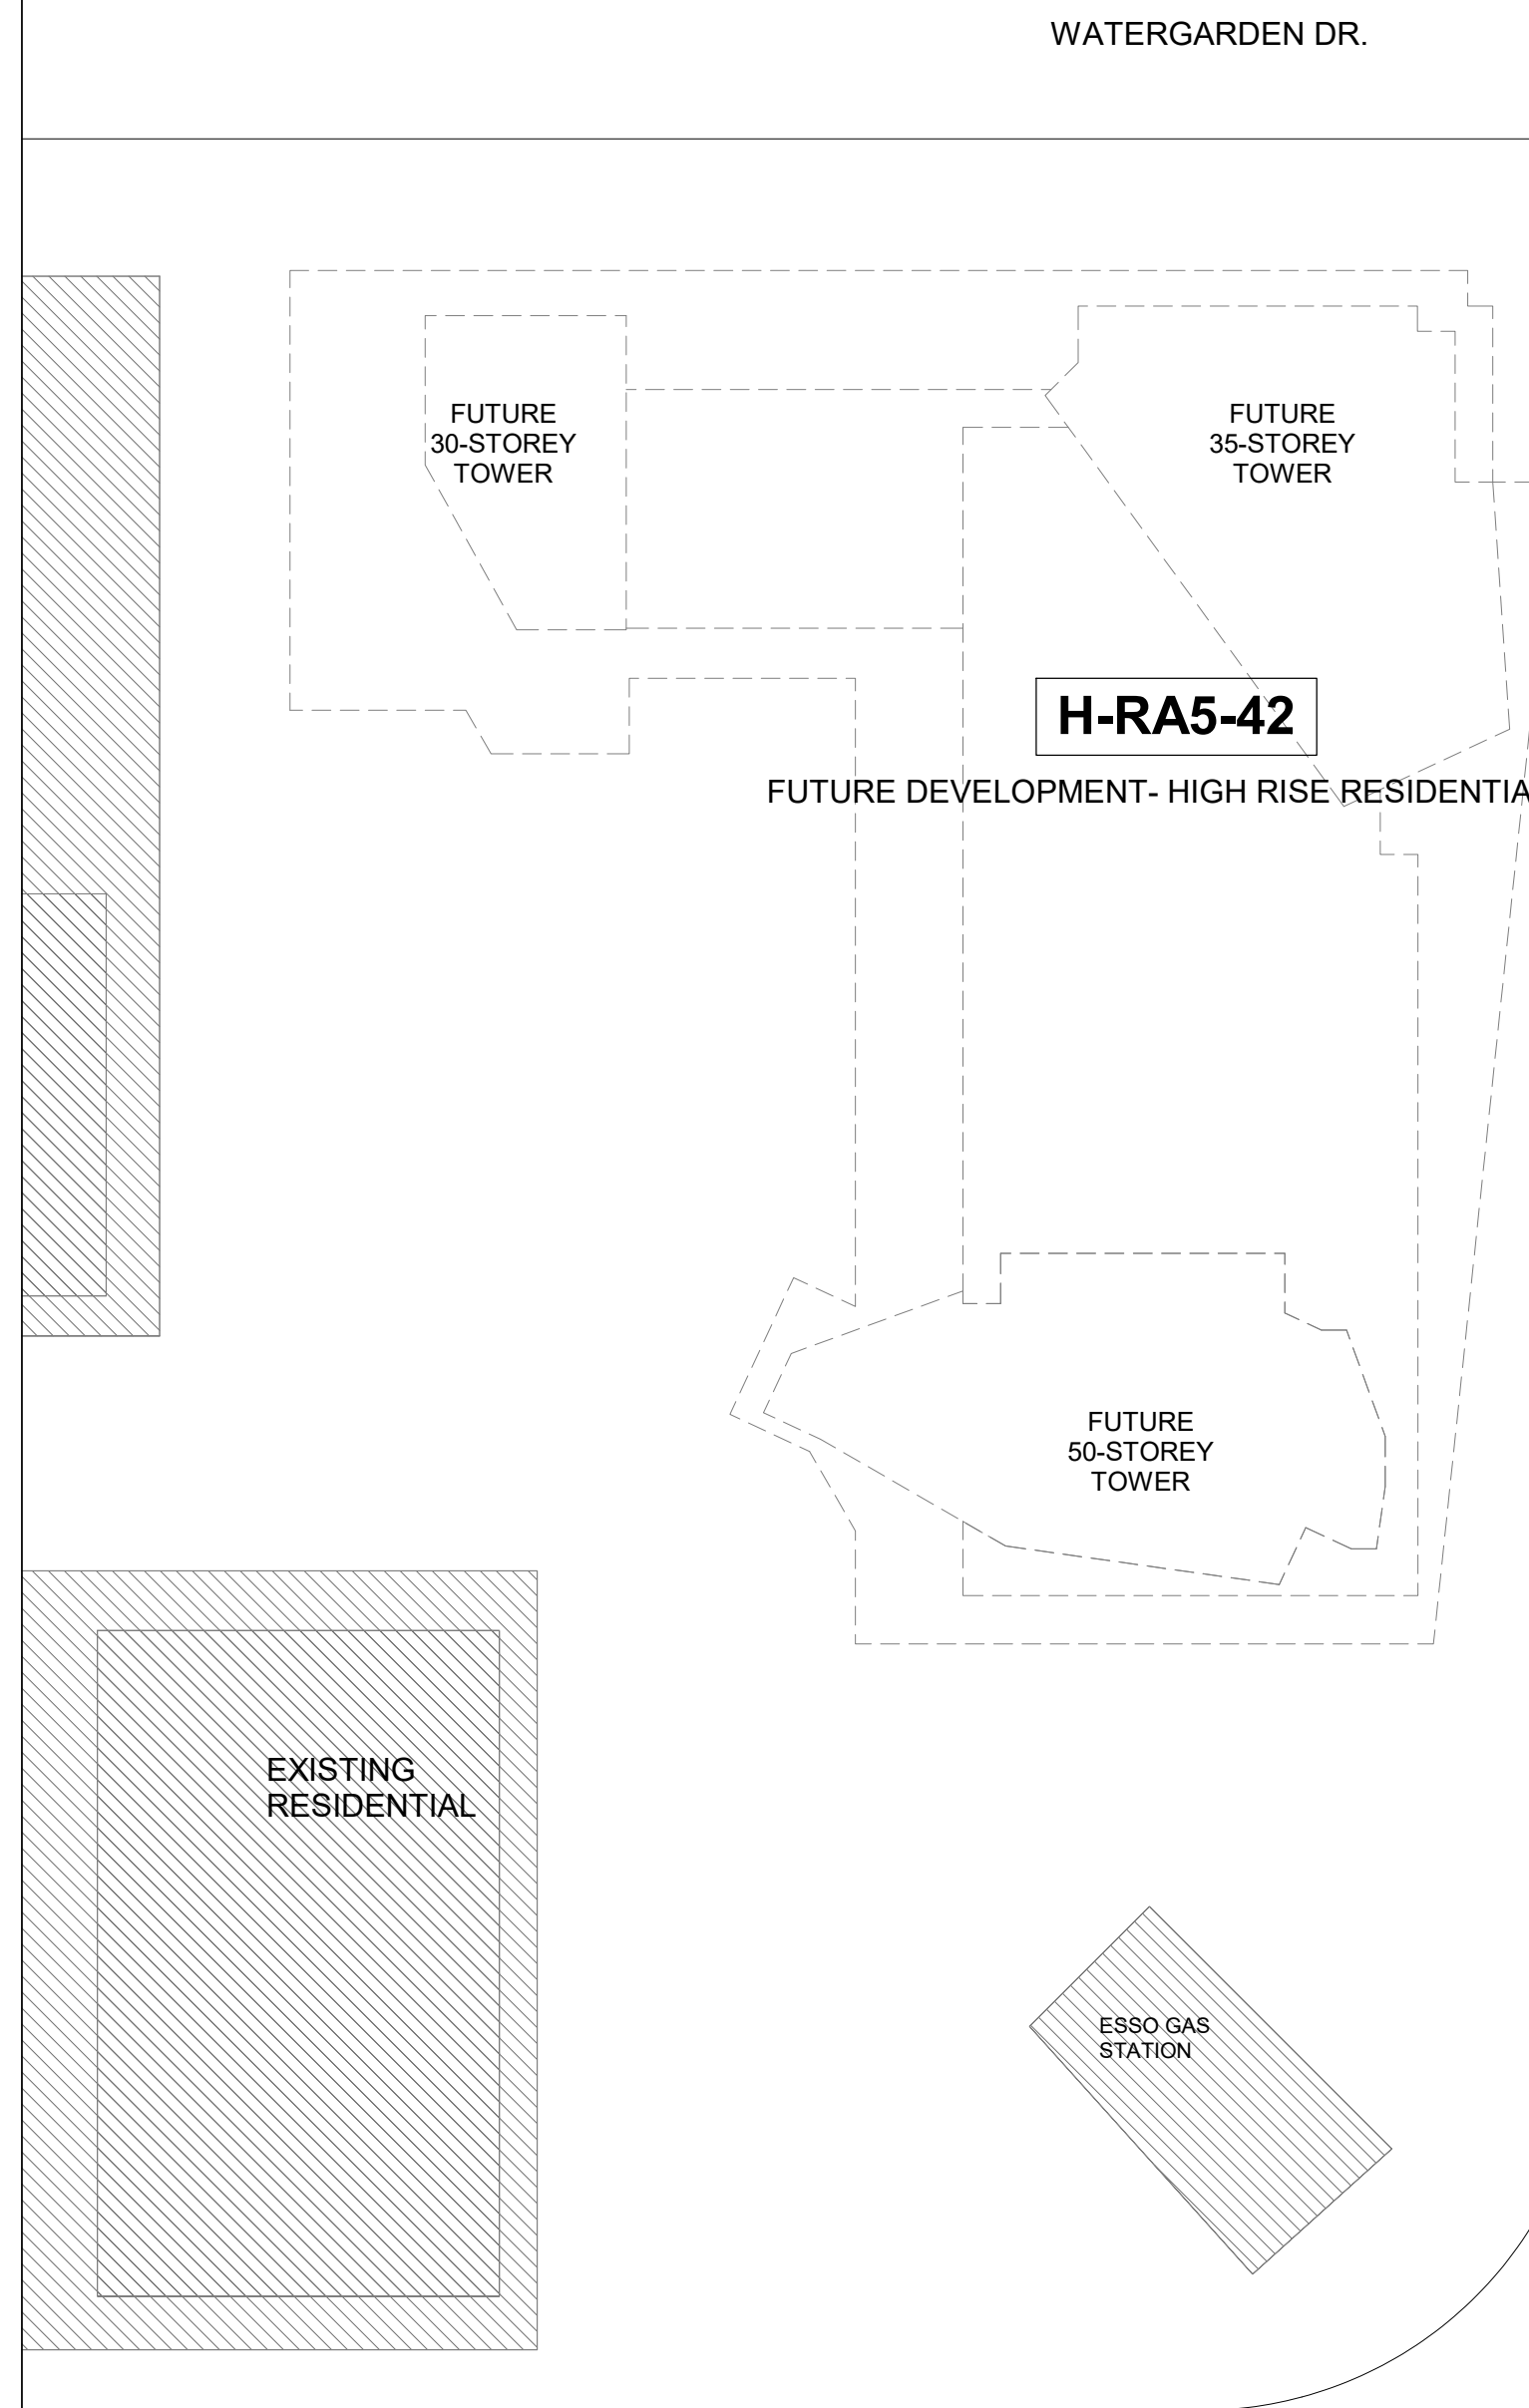 WATERGARDEN DR.
FUTURE
30-STOREY
TOWER
FUTURE
35-STOREY
TOWER
H-RA5-42
FUTURE DEVELOPMENT- HIGH RISE RESIDENTIA
FUTURE
50-STOREY
TOWER
EXISTING
RESIDENTIAL
ESSO GAS
STATION